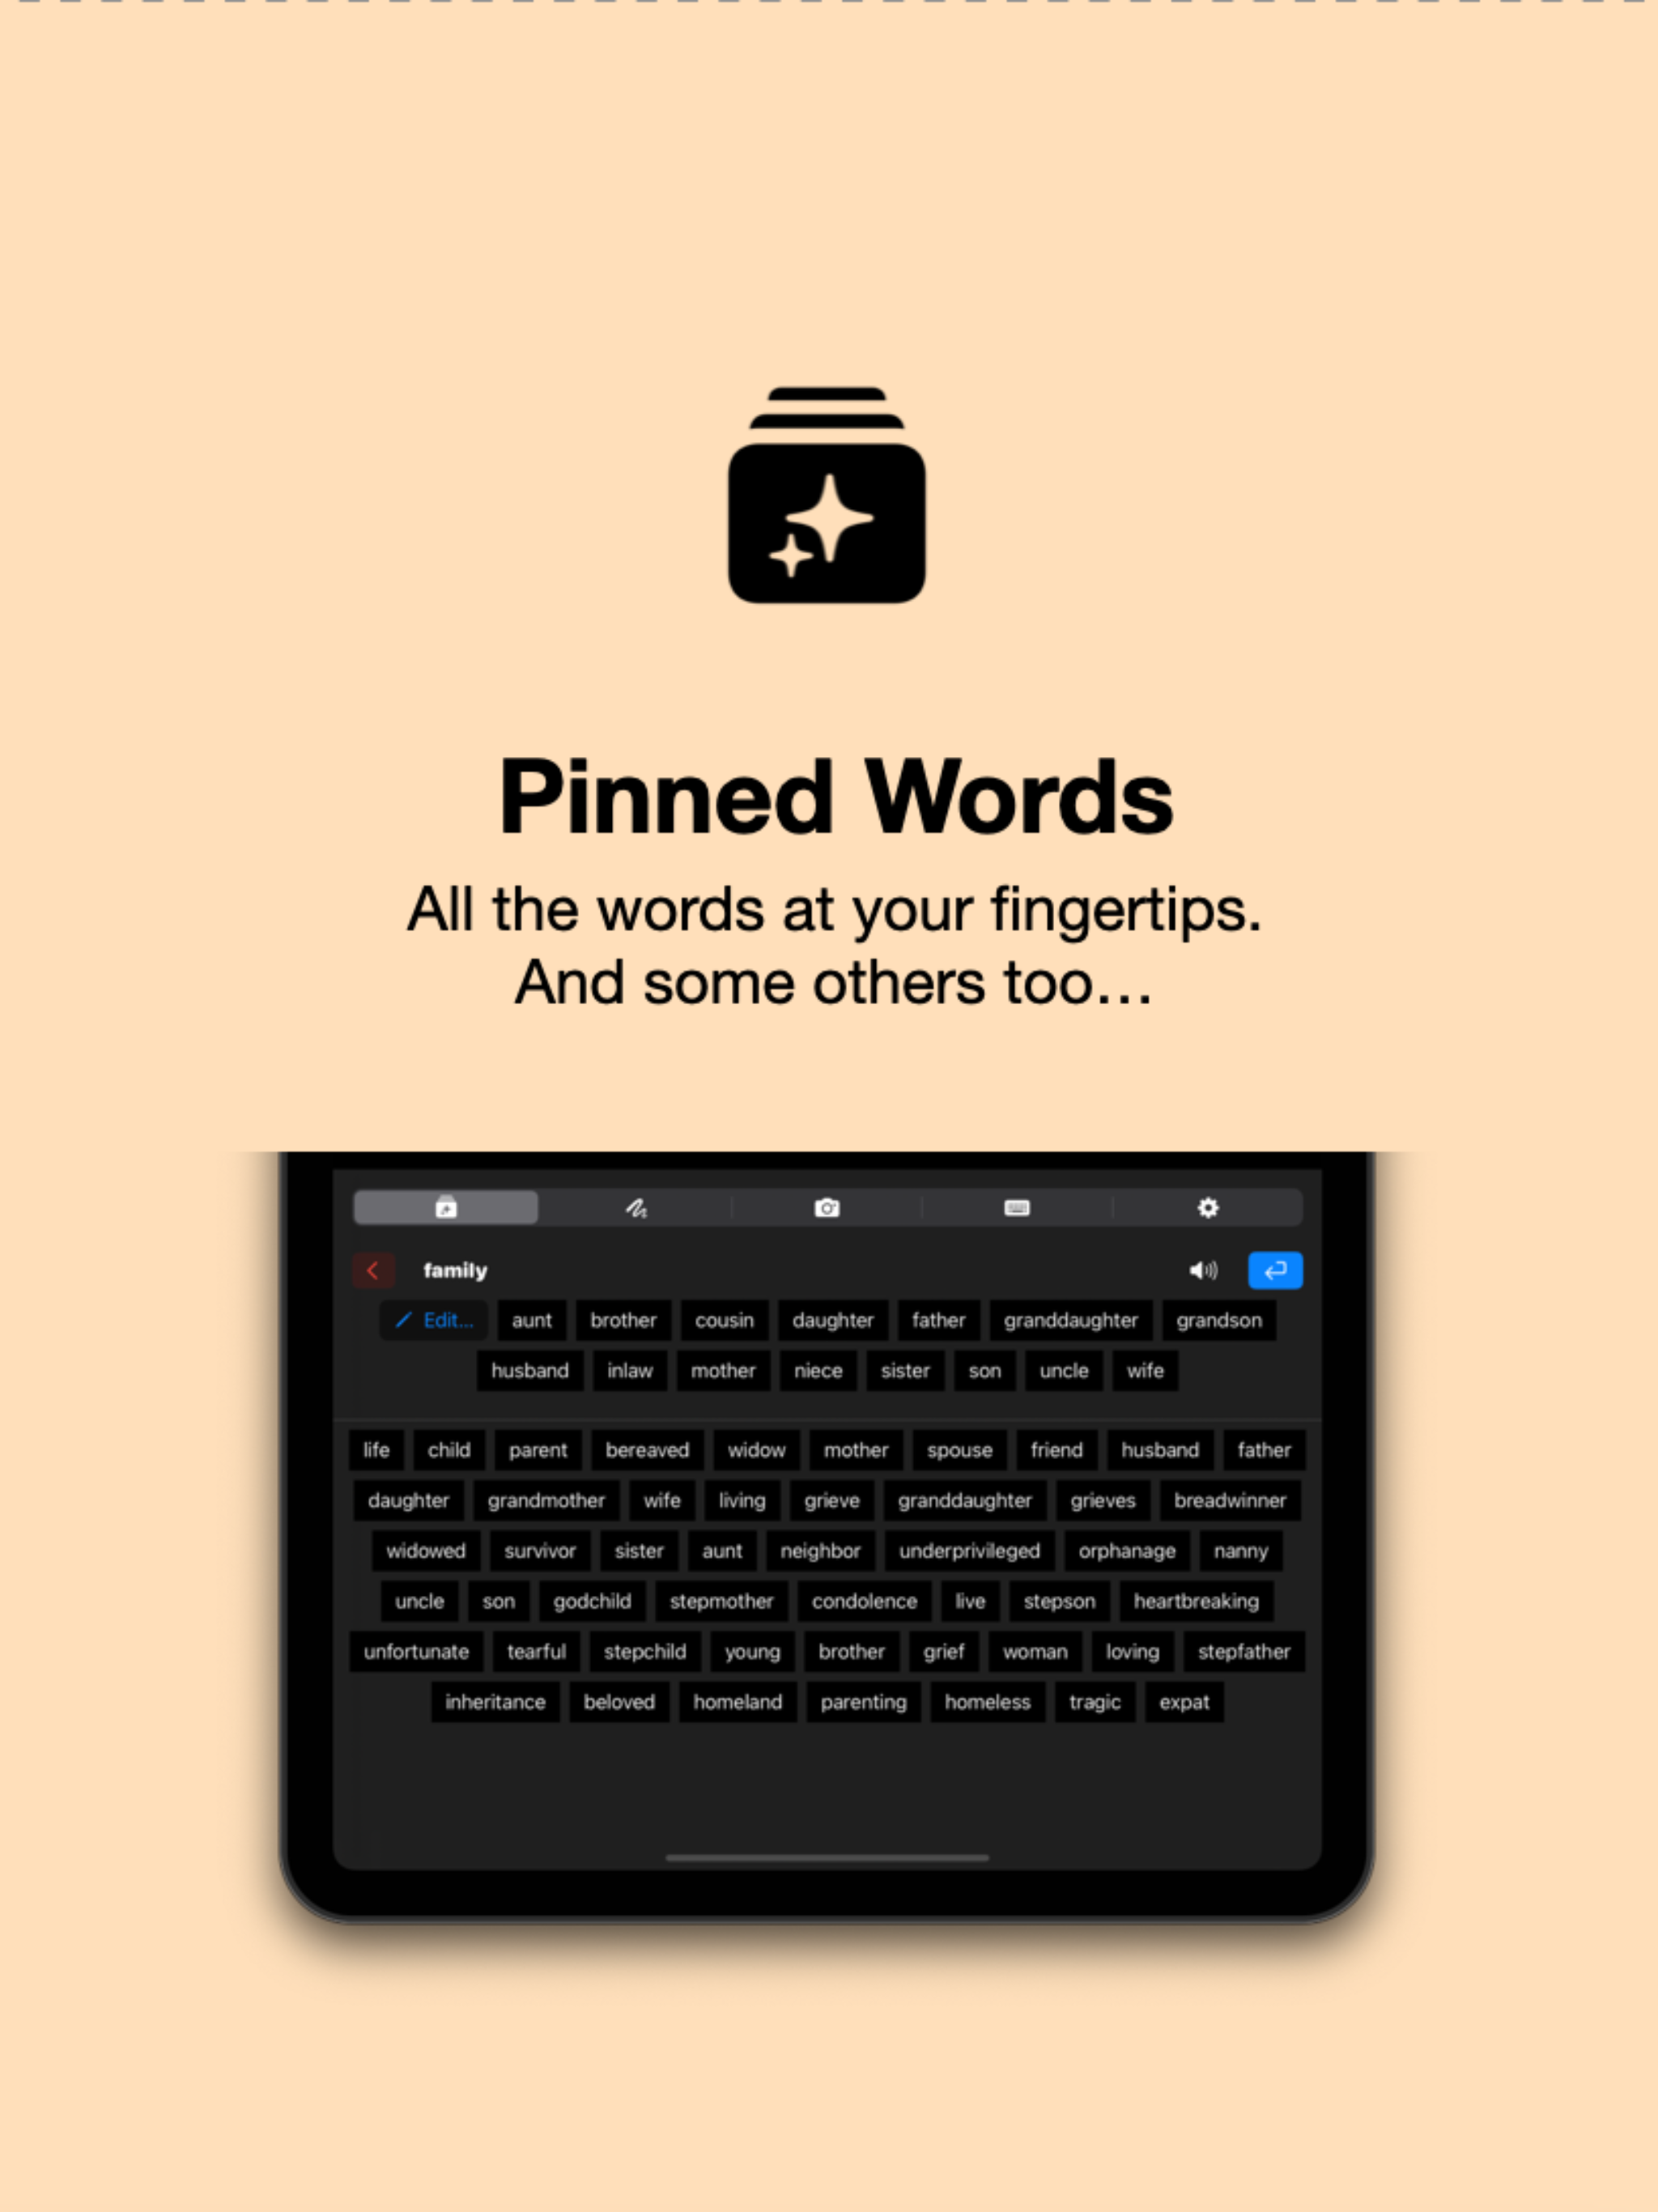 Pinned Words
All the words at your fingertips.
And some others too...
family
Edit... aunt brother cousin daughter father granddaughter grandson
husband inlaw mother niece sister son uncle wife
life child parent bereaved widow mother spouse friend husband father
daughter grandmother wife living grieve granddaughter grieves breadwinner
widowed survivor sister aunt neighbor underprivileged orphanage nanny
uncle son godchild stepmother condolence live stepson heartbreaking
unfortunate tearful stepchild young brother grief woman loving stepfather
inheritance beloved homeland parenting homeless tragic expat